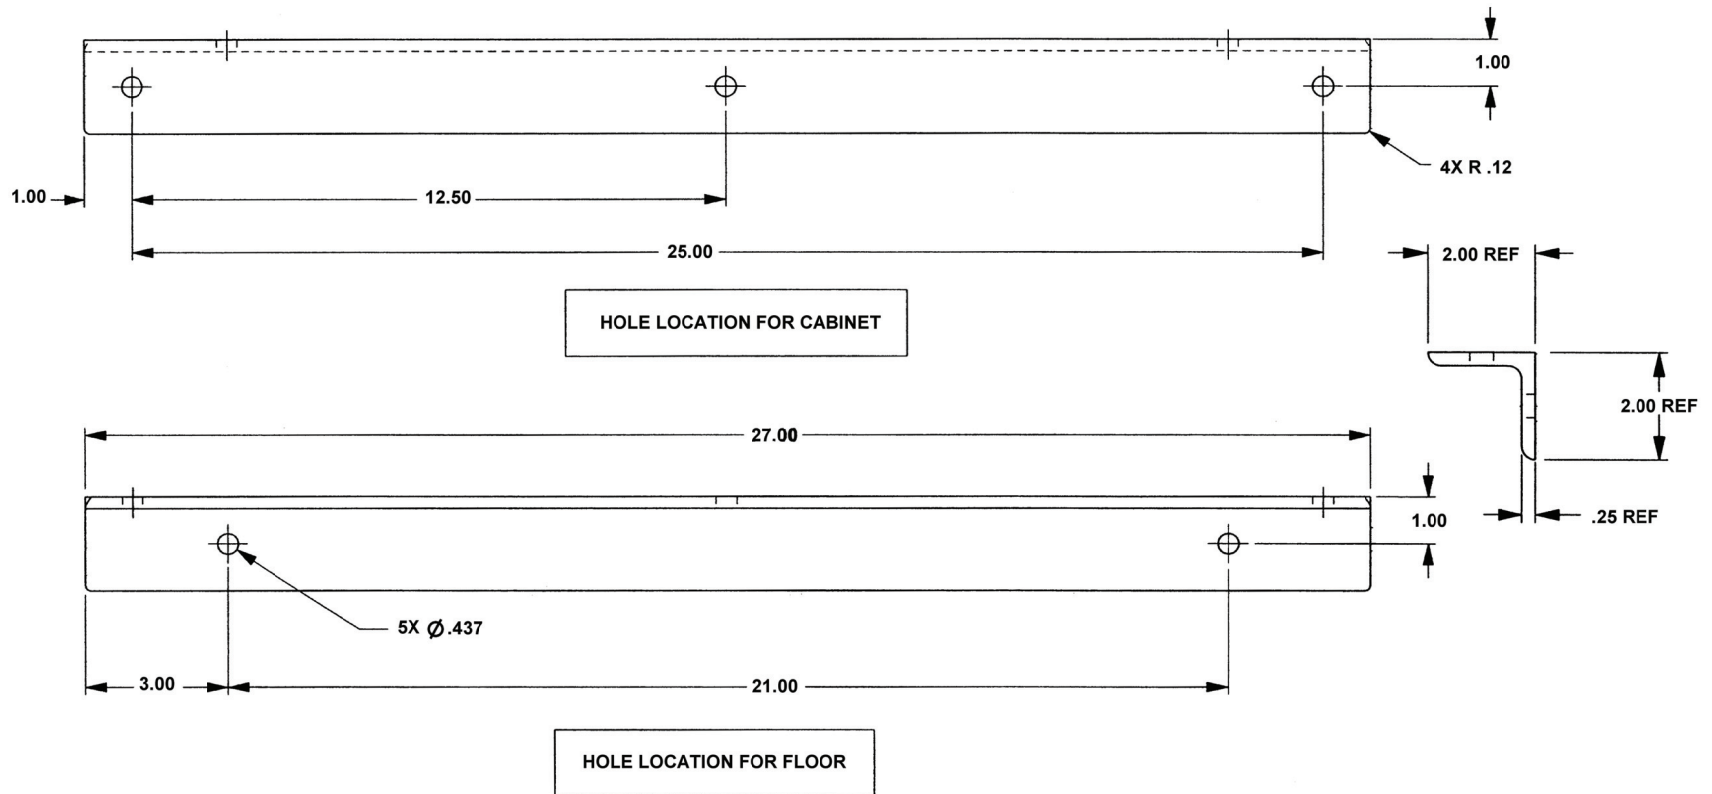 1.00
4X R .12
1.00
12.50
25.00
2.00 REF
HOLE LOCATION FOR CABINET
2.00 REF
27.00
1.00
.25 REF
5X Ø .437
3.00
21.00
HOLE LOCATION FOR FLOOR